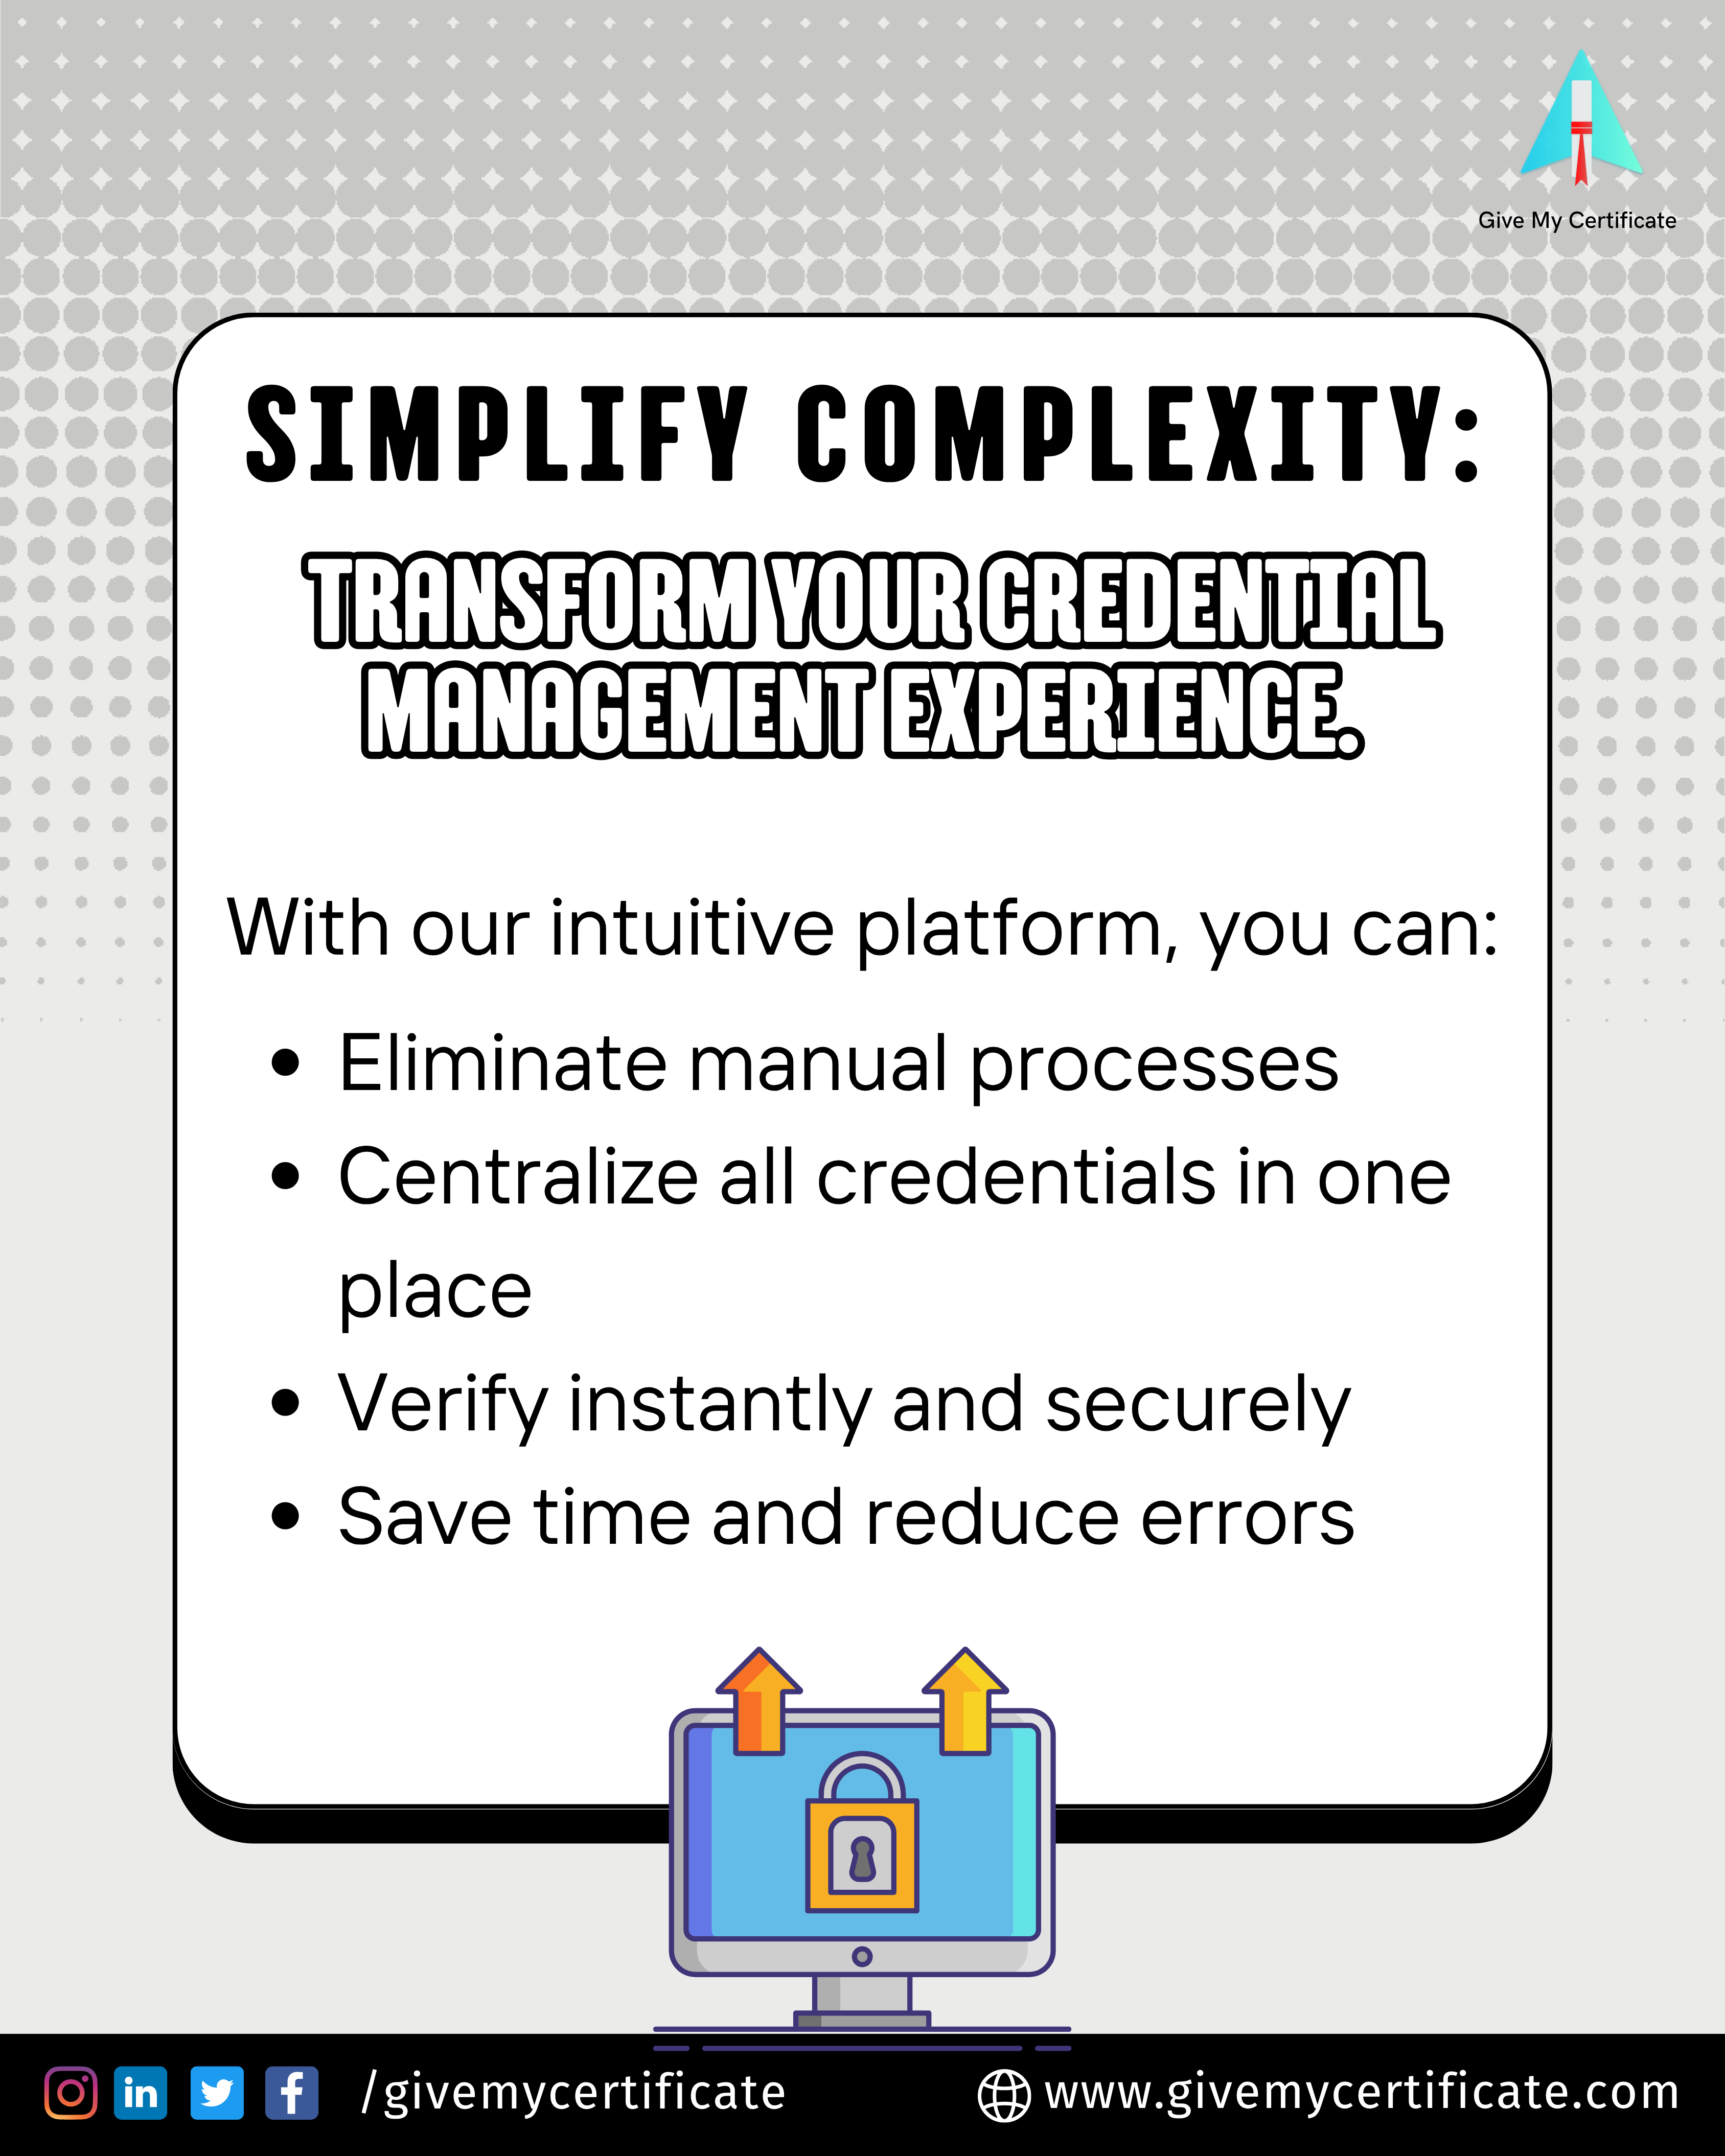 Give My Certificate
SIMPLIFY COMPLEXITY:
TRANSFORM YOUR CREDENTIAL
MANAGEMENT EXPERIENCE.
With our intuitive platform, you can:
• Eliminate manual processes
• Centralize all credentials in one
place
• Verify instantly and securely
• Save time and reduce errors
in
/givemycertificate
www.givemycertificate.com